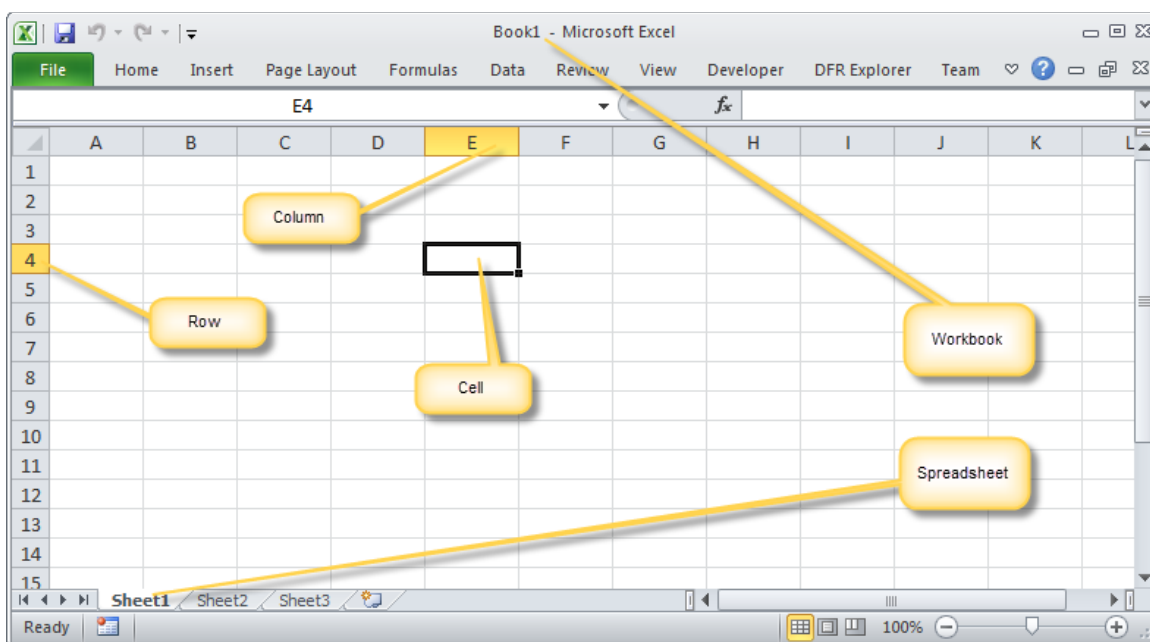 Book1 - Microsoft Excel
File Home Insert Page Layout Formulas Data Review View Developer DFR Explorer Team
E4 fx
A B C D E F G H I J K L
1
2
Column
3
4
5
6
Row
Workbook
7
8
Cell
9
10
11
Spreadsheet
12
13
14
15
Sheet1 Sheet2 Sheet3
Ready 100%